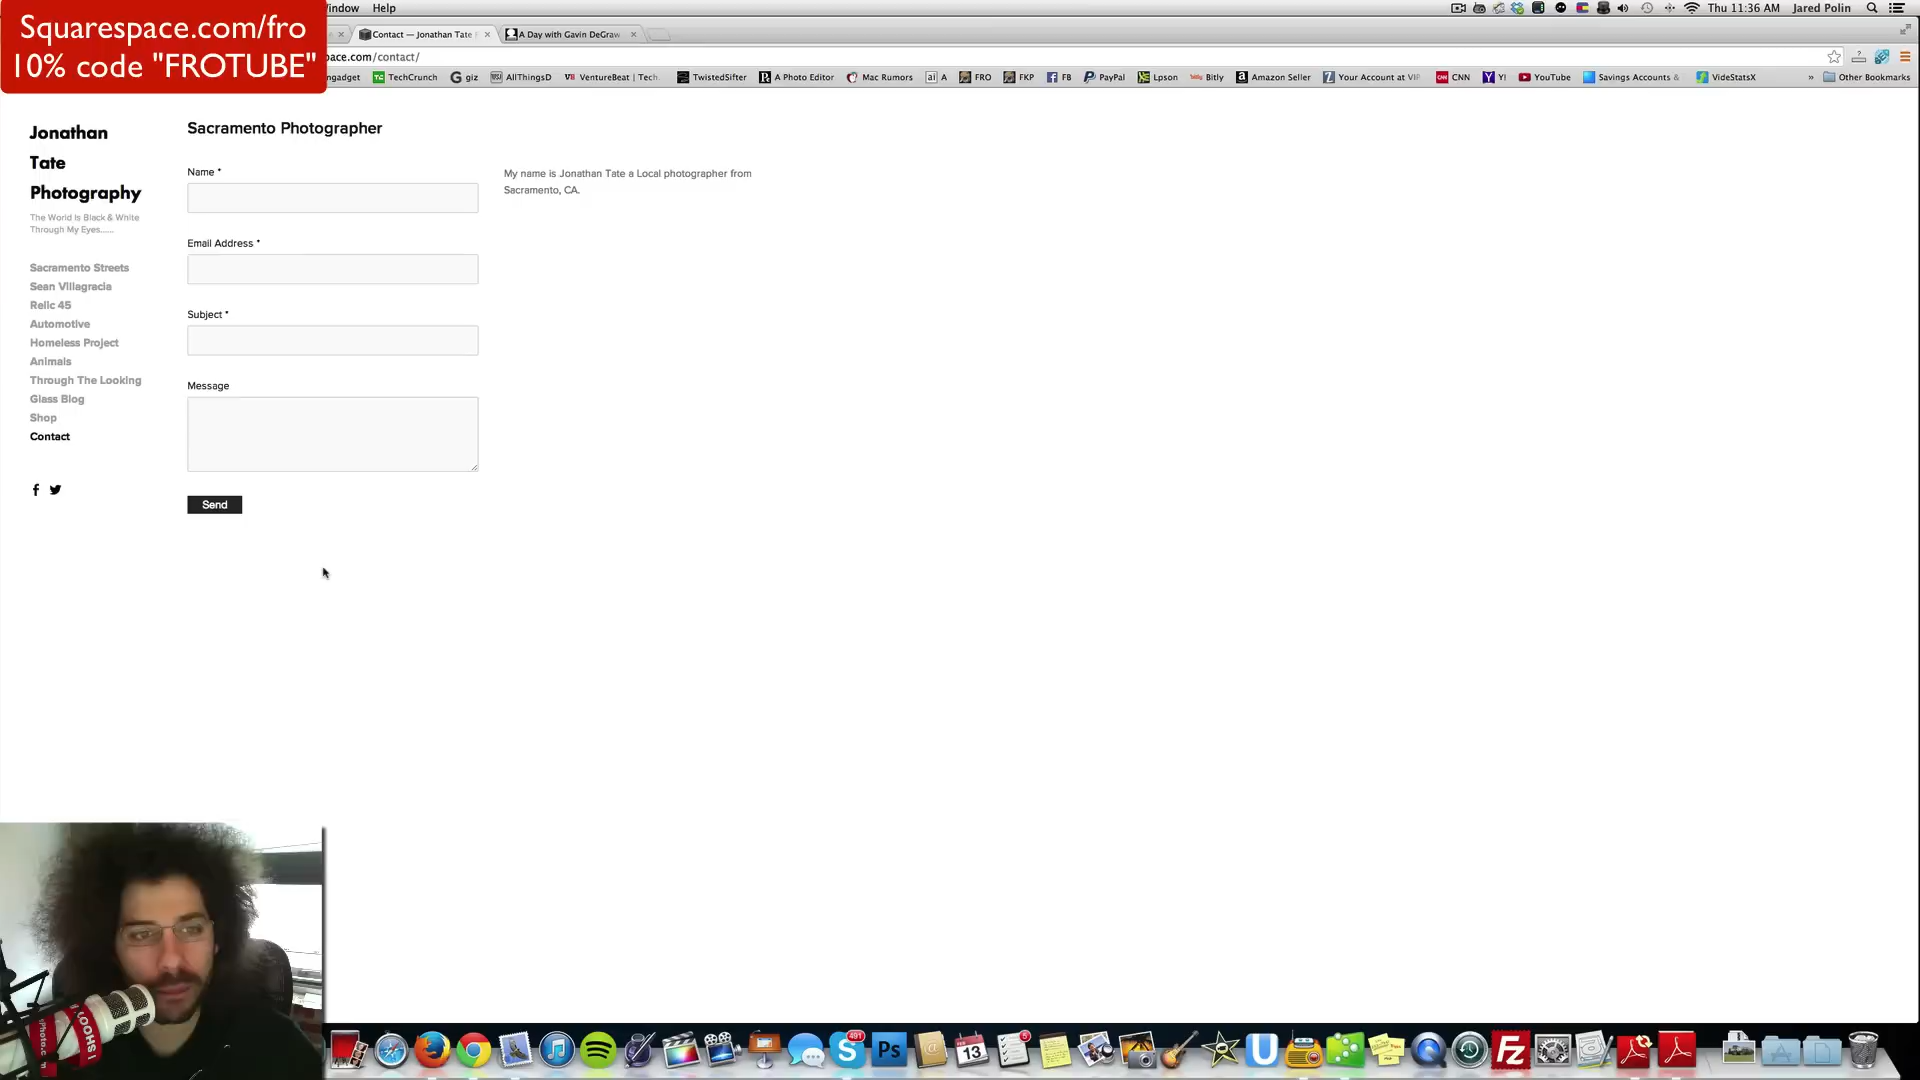 Squarespace.com/fro
10% code "FROTUBE"
Help
Thu 11:36 AM
Jared Polin
Contact — Jonathan Tate
A Day with Gavin DeGraw
pace.com/contact/
ngadget
TechCrunch
giz
AllThingsD
VentureBeat | Tech.
TwistedSifter
A Photo Editor
Mac Rumors
A
FRO
FKP
FB
PayPal
Lpson
Bitly
Amazon Seller
Your Account at VIP
CNN
Y!
YouTube
Savings Accounts &
VideStatsX
»
Other Bookmarks
Jonathan
Tate
Photography
The World Is Black & White
Through My Eyes......
Sacramento Streets
Sean Villagracia
Relic 45
Automotive
Homeless Project
Animals
Through The Looking
Glass Blog
Shop
Contact
Sacramento Photographer
Name *
Email Address *
Subject *
Message
Send
My name is Jonathan Tate a Local photographer from
Sacramento, CA.
491
Ps
13
5
U
Fz